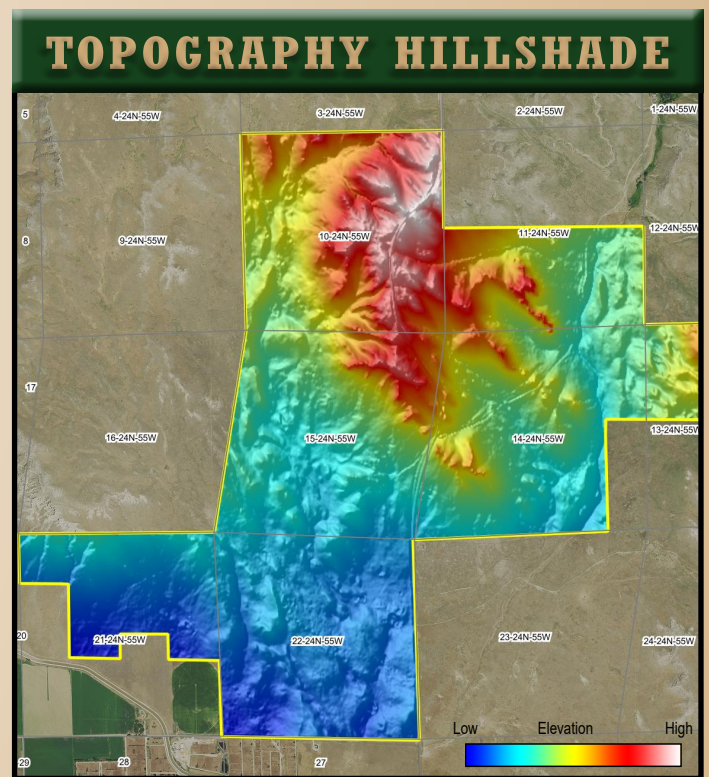 TOPOGRAPHY HILLSHADE
5
4-24N-55W
3-24N-55W
2-24N-55W
1-24N-55W
8
9-24N-55W
10-24N-55W
11-24N-55W
12-24N-55W
17
16-24N-55W
15-24N-55W
14-24N-55W
13-24N-55W
20
21-24N-55W
22-24N-55W
23-24N-55W
24-24N-55W
Low Elevation High
29
28
27